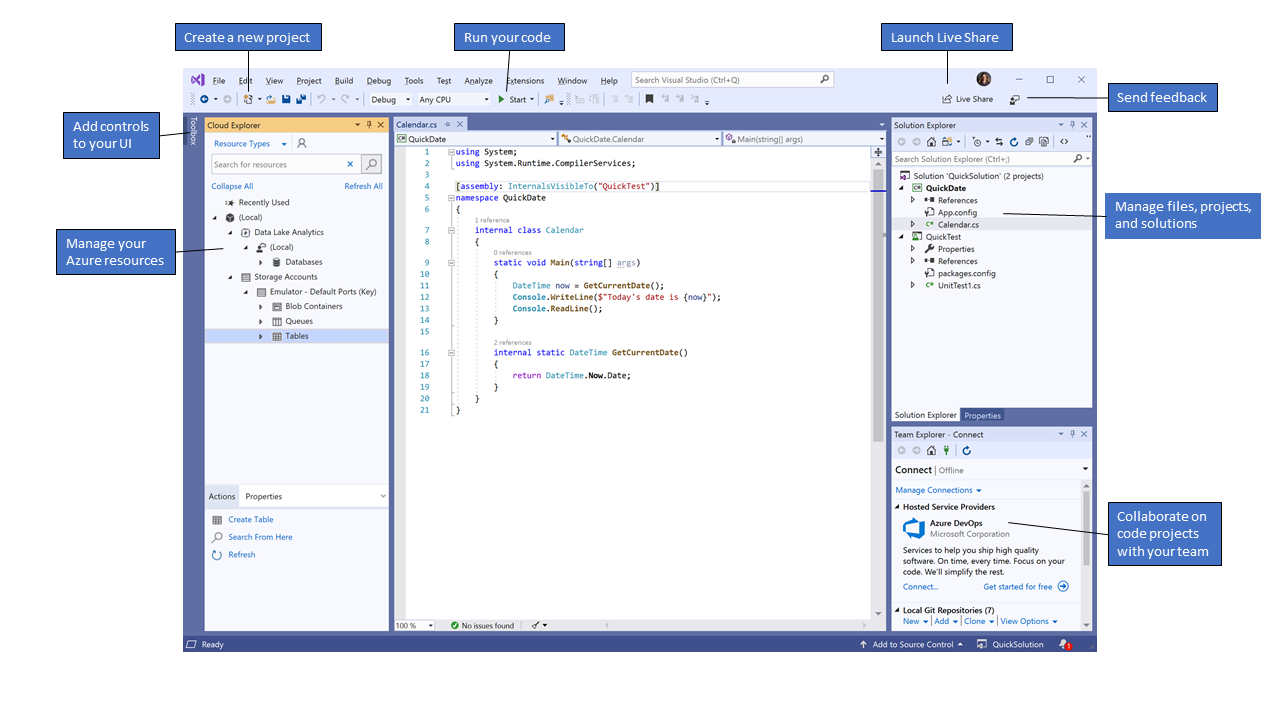 Create a new project
Run your code
Launch Live Share
Send feedback
Add controls
to your UI
Manage your
Azure resources
Manage files, projects,
and solutions
Collaborate on
code projects
with your team
File Edit View Project Build Debug Tools Test Analyze Extensions Window Help Search Visual Studio (Ctrl+Q)
Debug Any CPU Start Live Share
Toolbox
Cloud Explorer
Resource Types
Search for resources
Collapse All Refresh All
Recently Used
(Local)
Data Lake Analytics
(Local)
Databases
Storage Accounts
Emulator - Default Ports (Key)
Blob Containers
Queues
Tables
Actions Properties
Create Table
Search From Here
Refresh
Calendar.cs
QuickDate QuickDate.Calendar Main(string[] args)
1 using System;
2 using System.Runtime.CompilerServices;
3
4 [assembly: InternalsVisibleTo("QuickTest")]
5 namespace QuickDate
6 {
1 reference
7 internal class Calendar
8 {
0 references
9 static void Main(string[] args)
10 {
11 DateTime now = GetCurrentDate();
12 Console.WriteLine($"Today's date is {now}");
13 Console.ReadLine();
14 }
15
2 references
16 internal static DateTime GetCurrentDate()
17 {
18 return DateTime.Now.Date;
19 }
20 }
21 }
100 % No issues found
Solution Explorer
Search Solution Explorer (Ctrl+;)
Solution 'QuickSolution' (2 projects)
QuickDate
References
App.config
Calendar.cs
QuickTest
Properties
References
packages.config
UnitTest1.cs
Solution Explorer Properties
Team Explorer - Connect
Connect | Offline
Manage Connections
Hosted Service Providers
Azure DevOps
Microsoft Corporation
Services to help you ship high quality
software. On time, every time. Focus on your
code. We'll simplify the rest.
Connect... Get started for free
Local Git Repositories (7)
New Add Clone View Options
Ready Add to Source Control QuickSolution 1